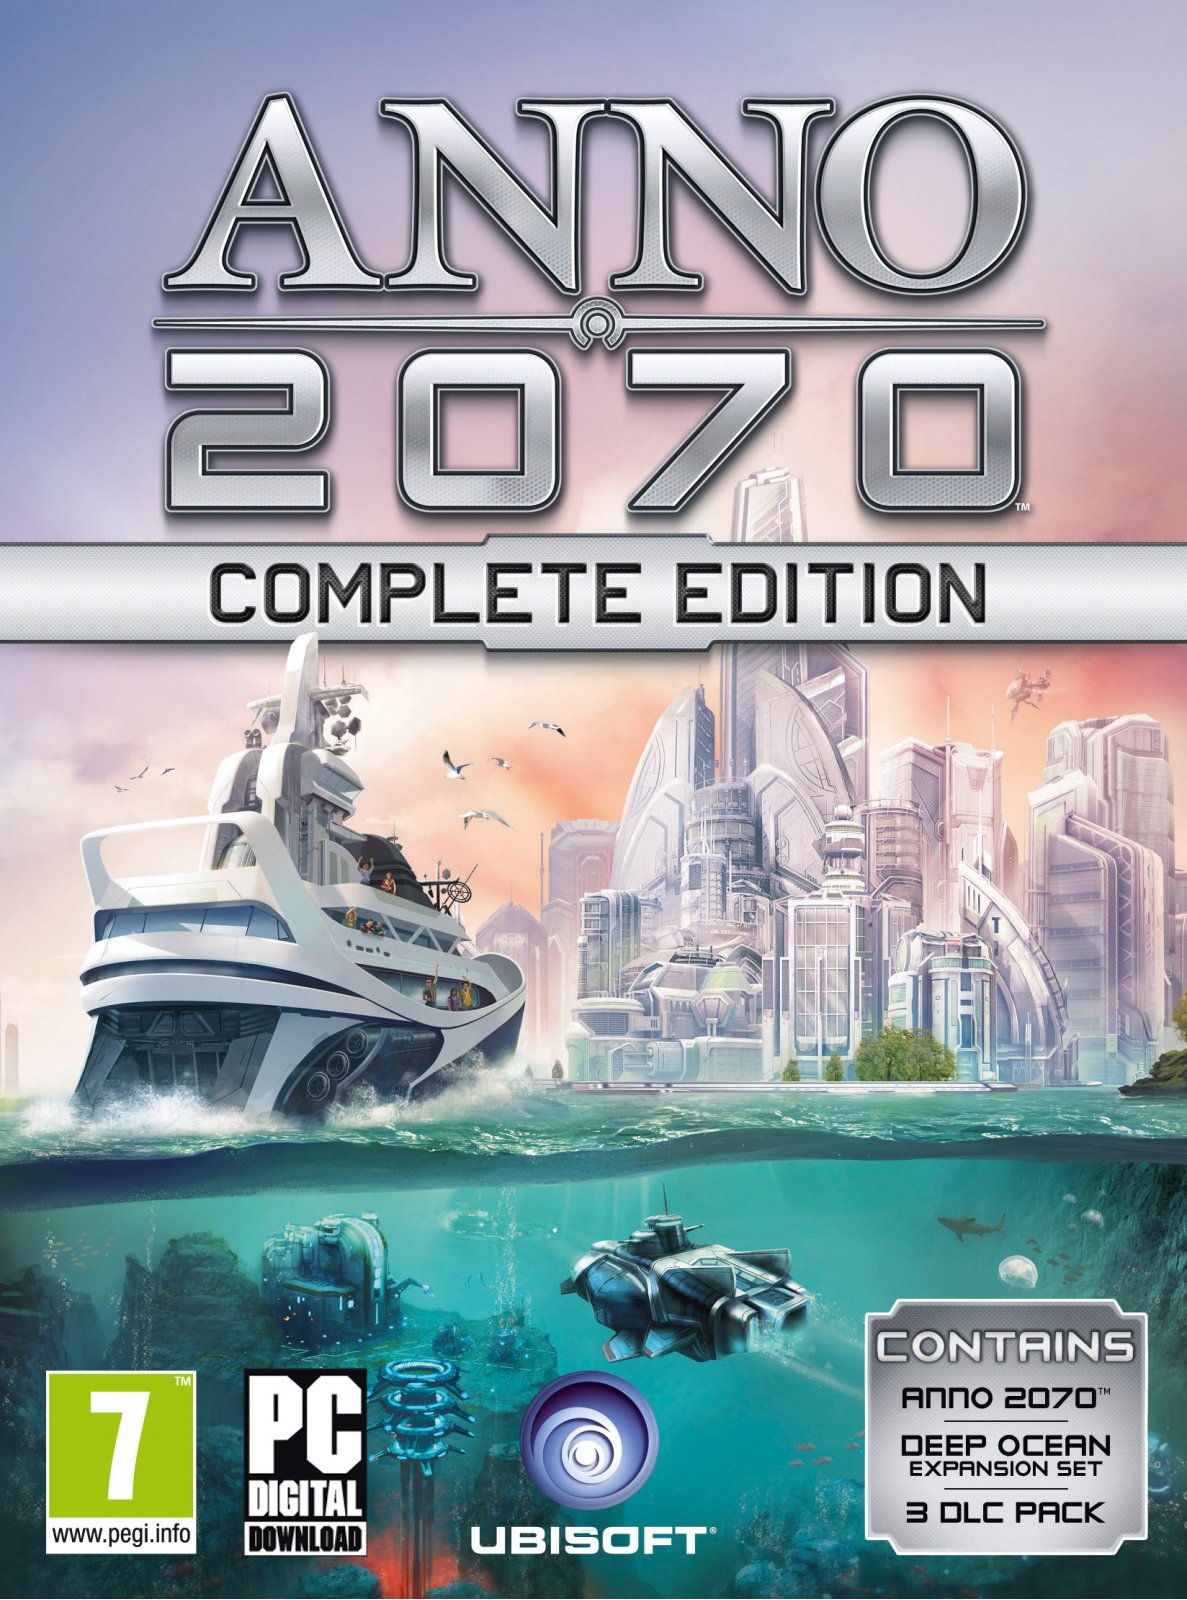 ANNO
2070™
COMPLETE EDITION
CONTAINS
ANNO 2070™
DEEP OCEAN
EXPANSION SET
3 DLC PACK
7™
www.pegi.info
PC
DIGITAL
DOWNLOAD
UBISOFT®